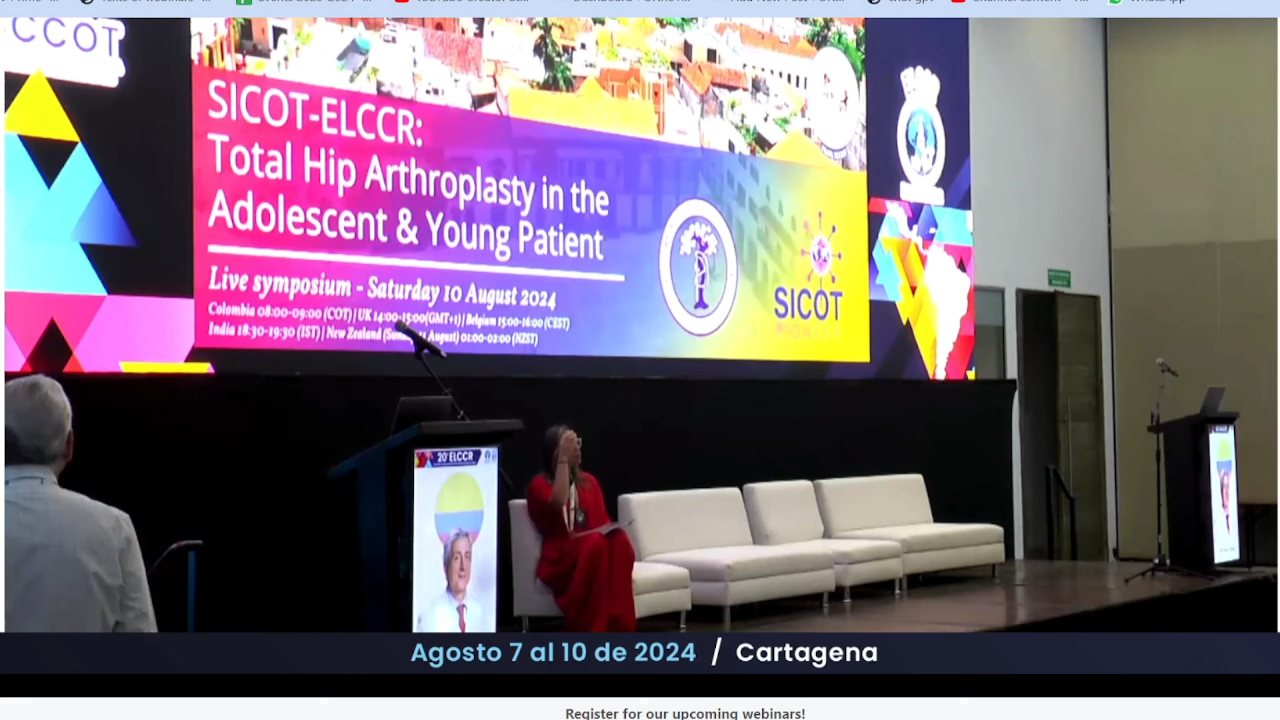 CCOT
SICOT-ELCCR:
Total Hip Arthroplasty in the
Adolescent & Young Patient
Live symposium - Saturday 10 August 2024
Colombia 08:00-09:00 (COT) | UK 14:00-15:00(GMT+1) | Belgium 15:00-16:00 (CEST)
India 18:30-19:30 (IST) | New Zealand August) 01:00-02:00 (NZST)
SICOT
20 ELCCR
Agosto 7 al 10 de 2024 / Cartagena
Register for our upcoming webinars!